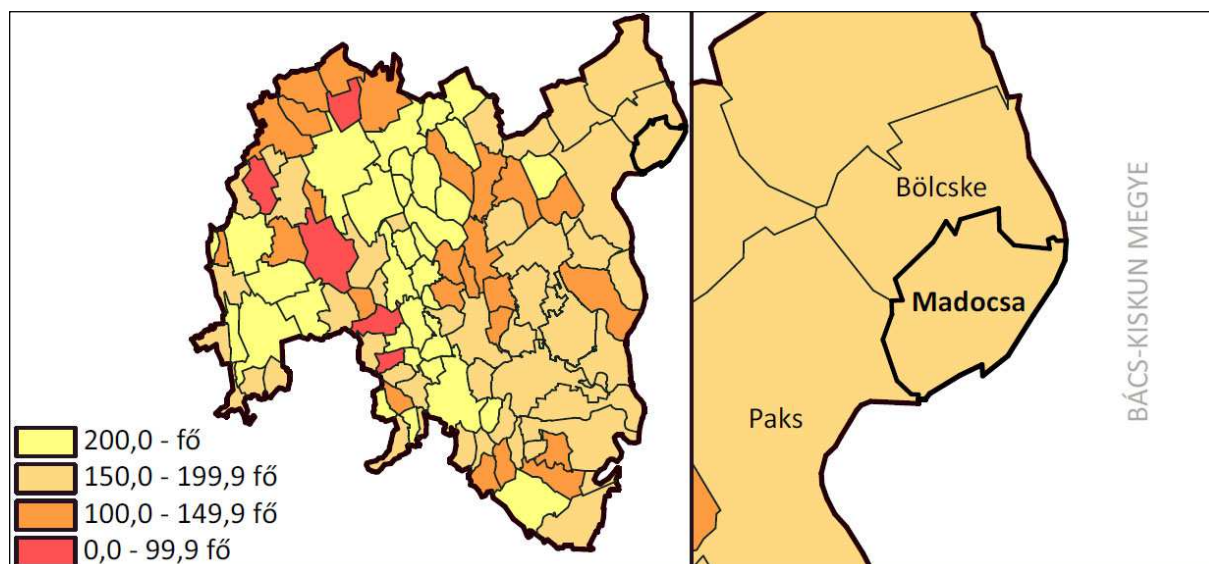 200,0 - fő
150,0 - 199,9 fő
100,0 - 149,9 fő
0,0 - 99,9 fő
Bölcske
Madocsa
Paks
BÁCS-KISKUN MEGYE